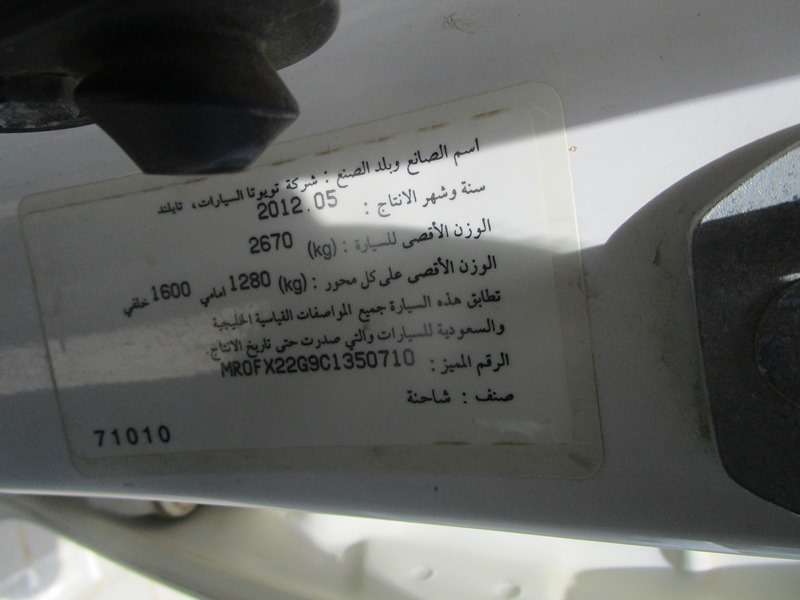 اسم الصانع وبلد الصنع : شركة تويوتا السيارات، تايلند
سنة وشهر الانتاج : 2012.05
الوزن الأقصى للسيارة : (kg) 2670
الوزن الأقصى على كل محور : (kg) 1280 امامي 1600 خلفي
تطابق هذه السيارة جميع المواصفات القياسية الخليجية
والسعودية للسيارات والتي صدرت حتى تاريخ الانتاج.
الرقم المميز : MR0FX22G9C1350710
صنف : شاحنة
71010